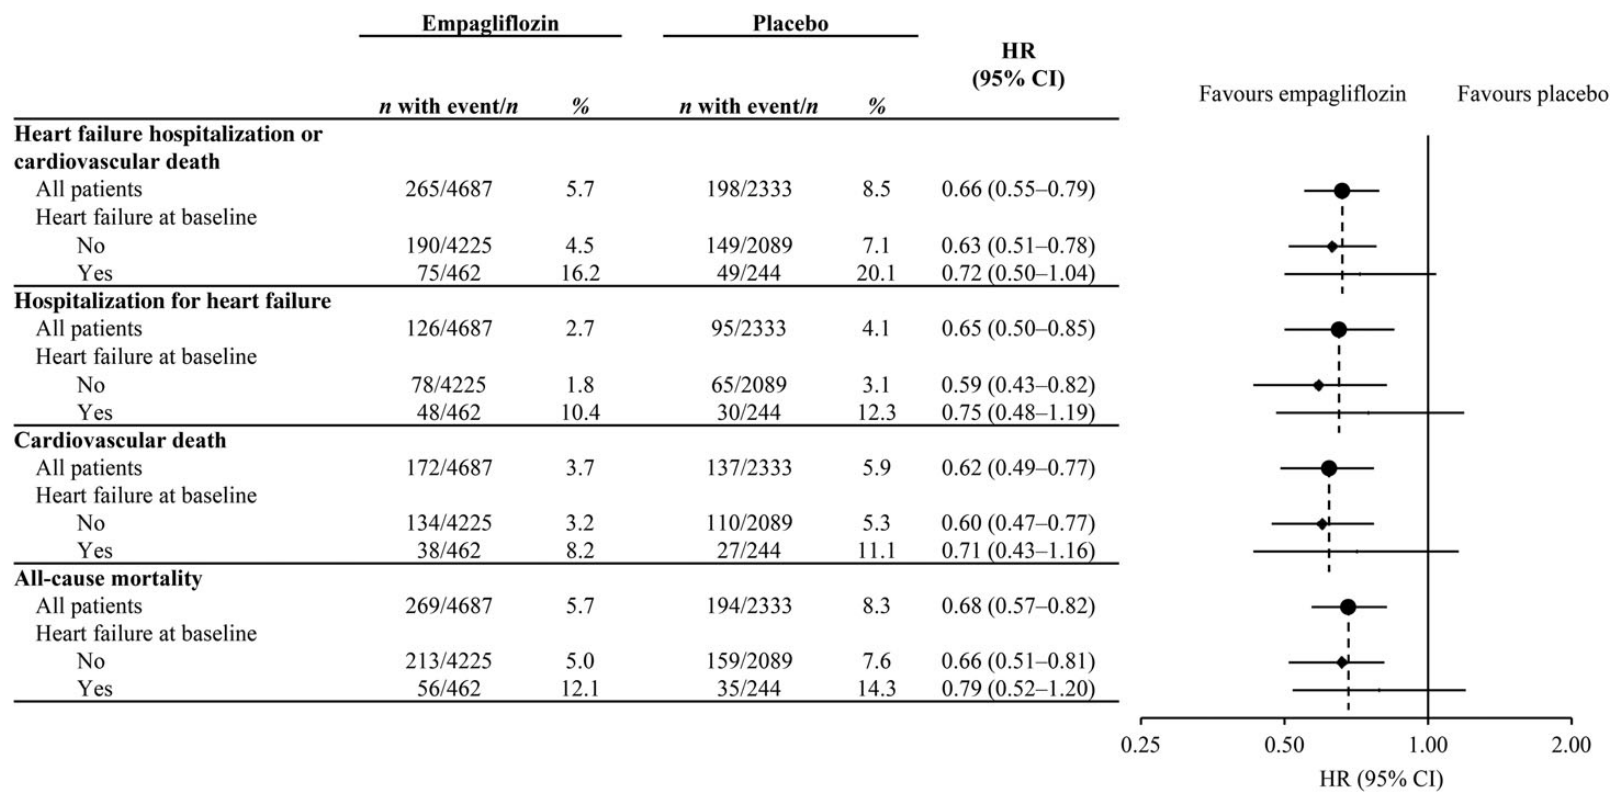 Empagliflozin Placebo
HR
(95% CI)
Favours empagliflozin Favours placebo
n with event/n % n with event/n %
Heart failure hospitalization or
cardiovascular death
All patients 265/4687 5.7 198/2333 8.5 0.66 (0.55–0.79)
Heart failure at baseline
No 190/4225 4.5 149/2089 7.1 0.63 (0.51–0.78)
Yes 75/462 16.2 49/244 20.1 0.72 (0.50–1.04)
Hospitalization for heart failure
All patients 126/4687 2.7 95/2333 4.1 0.65 (0.50–0.85)
Heart failure at baseline
No 78/4225 1.8 65/2089 3.1 0.59 (0.43–0.82)
Yes 48/462 10.4 30/244 12.3 0.75 (0.48–1.19)
Cardiovascular death
All patients 172/4687 3.7 137/2333 5.9 0.62 (0.49–0.77)
Heart failure at baseline
No 134/4225 3.2 110/2089 5.3 0.60 (0.47–0.77)
Yes 38/462 8.2 27/244 11.1 0.71 (0.43–1.16)
All-cause mortality
All patients 269/4687 5.7 194/2333 8.3 0.68 (0.57–0.82)
Heart failure at baseline
No 213/4225 5.0 159/2089 7.6 0.66 (0.51–0.81)
Yes 56/462 12.1 35/244 14.3 0.79 (0.52–1.20)
0.25 0.50 1.00 2.00
HR (95% CI)